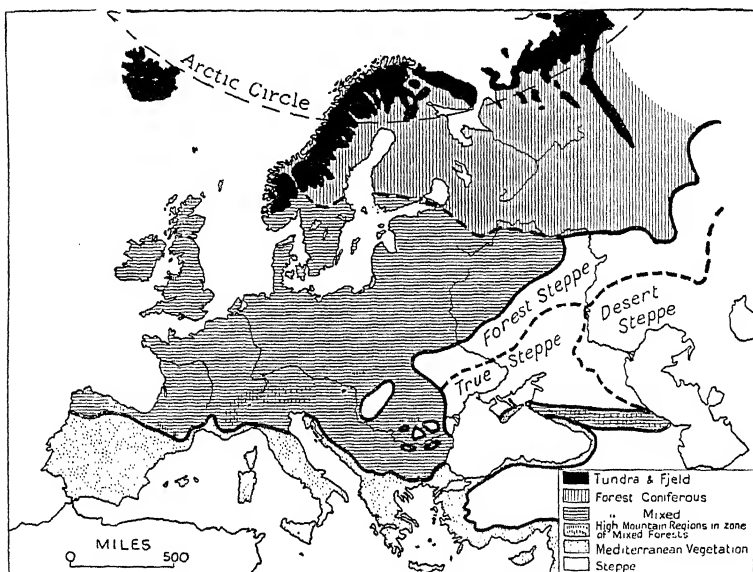 Arctic Circle
Forest Steppe
Desert
Steppe
True Steppe
Tundra & Fjeld
Forest Coniferous
" Mixed
High Mountain Regions in zone
of Mixed Forests
Mediterranean Vegetation
Steppe
MILES
0 500